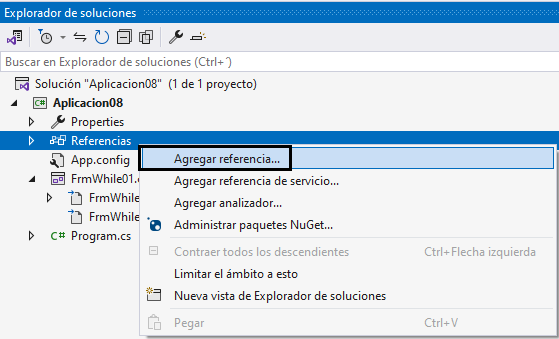 Explorador de soluciones
Buscar en Explorador de soluciones (Ctrl+´)
Solución "Aplicacion08" (1 de 1 proyecto)
C# Aplicacion08
Properties
Referencias
App.config
FrmWhile01.c
FrmWhile
FrmWhile
C# Program.cs
Agregar referencia...
Agregar referencia de servicio...
Agregar analizador...
Administrar paquetes NuGet...
Contraer todos los descendientes Ctrl+Flecha izquierda
Limitar el ámbito a esto
Nueva vista de Explorador de soluciones
Pegar Ctrl+V